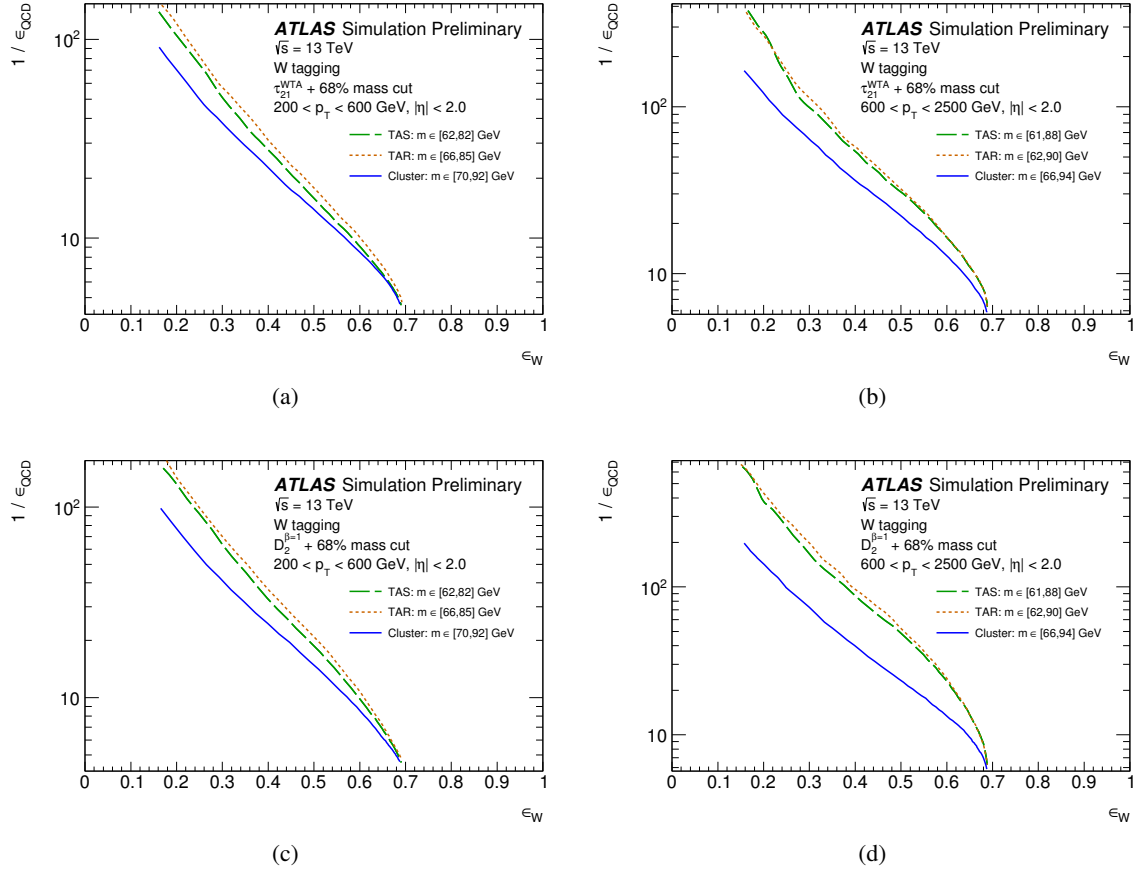 1 / ϵ_QCD
10²
10
ATLAS Simulation Preliminary
√s = 13 TeV
W tagging
τ₂₁^WTA + 68% mass cut
200 < p_T < 600 GeV, |η| < 2.0
TAS: m ∈ [62,82] GeV
TAR: m ∈ [66,85] GeV
Cluster: m ∈ [70,92] GeV
0 0.1 0.2 0.3 0.4 0.5 0.6 0.7 0.8 0.9 1
ϵ_W
(a)
1 / ϵ_QCD
10²
10
ATLAS Simulation Preliminary
√s = 13 TeV
W tagging
τ₂₁^WTA + 68% mass cut
600 < p_T < 2500 GeV, |η| < 2.0
TAS: m ∈ [61,88] GeV
TAR: m ∈ [62,90] GeV
Cluster: m ∈ [66,94] GeV
0 0.1 0.2 0.3 0.4 0.5 0.6 0.7 0.8 0.9 1
ϵ_W
(b)
1 / ϵ_QCD
10²
10
ATLAS Simulation Preliminary
√s = 13 TeV
W tagging
D₂^β=1 + 68% mass cut
200 < p_T < 600 GeV, |η| < 2.0
TAS: m ∈ [62,82] GeV
TAR: m ∈ [66,85] GeV
Cluster: m ∈ [70,92] GeV
0 0.1 0.2 0.3 0.4 0.5 0.6 0.7 0.8 0.9 1
ϵ_W
(c)
1 / ϵ_QCD
10²
10
ATLAS Simulation Preliminary
√s = 13 TeV
W tagging
D₂^β=1 + 68% mass cut
600 < p_T < 2500 GeV, |η| < 2.0
TAS: m ∈ [61,88] GeV
TAR: m ∈ [62,90] GeV
Cluster: m ∈ [66,94] GeV
0 0.1 0.2 0.3 0.4 0.5 0.6 0.7 0.8 0.9 1
ϵ_W
(d)